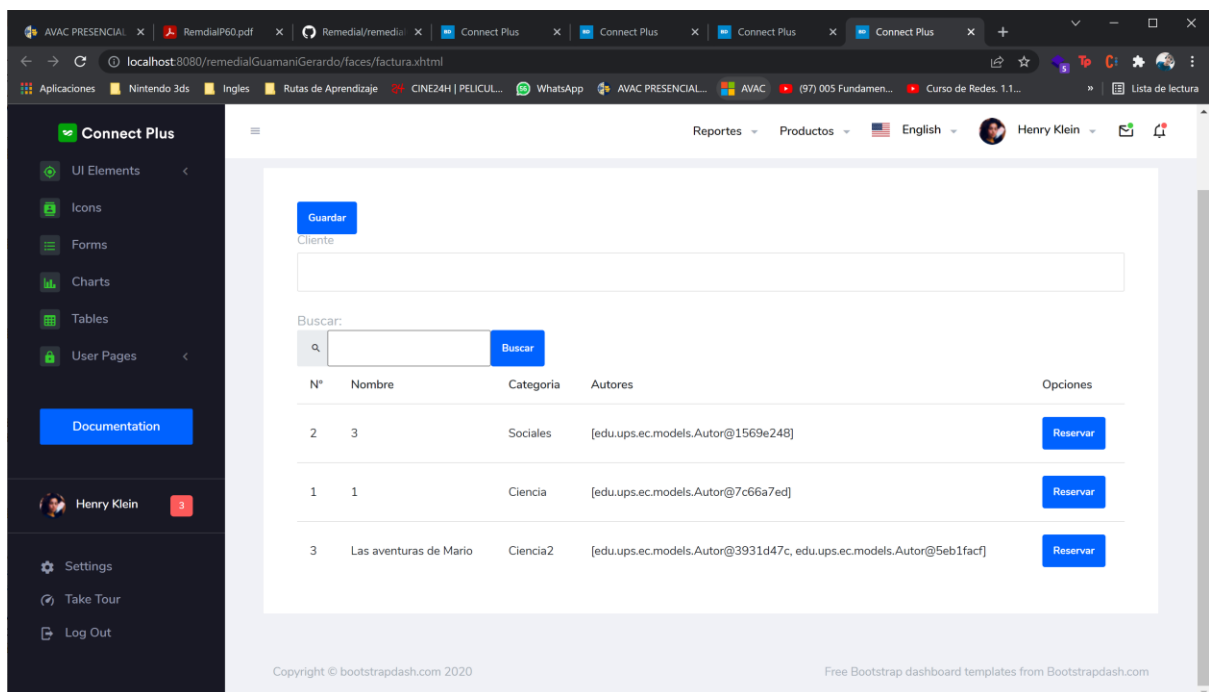 AVAC PRESENCIAL
RemdialP60.pdf
Remedial/remedia
Connect Plus
Connect Plus
Connect Plus
Connect Plus
localhost:8080/remedialGuamaniGerardo/faces/factura.xhtml
Aplicaciones
Nintendo 3ds
Ingles
Rutas de Aprendizaje
CINE24H | PELICUL...
WhatsApp
AVAC PRESENCIAL...
AVAC
(97) 005 Fundamen...
Curso de Redes. 1.1...
»
Lista de lectura
Connect Plus
Reportes
Productos
English
Henry Klein
UI Elements
Icons
Forms
Charts
Tables
User Pages
Documentation
Henry Klein
3
Settings
Take Tour
Log Out
Guardar
Cliente
Buscar:
Buscar
N° Nombre Categoria Autores Opciones
2 3 Sociales [edu.ups.ec.models.Autor@1569e248] Reservar
1 1 Ciencia [edu.ups.ec.models.Autor@7c66a7ed] Reservar
3 Las aventuras de Mario Ciencia2 [edu.ups.ec.models.Autor@3931d47c, edu.ups.ec.models.Autor@5eb1facf] Reservar
Copyright © bootstrapdash.com 2020
Free Bootstrap dashboard templates from Bootstrapdash.com